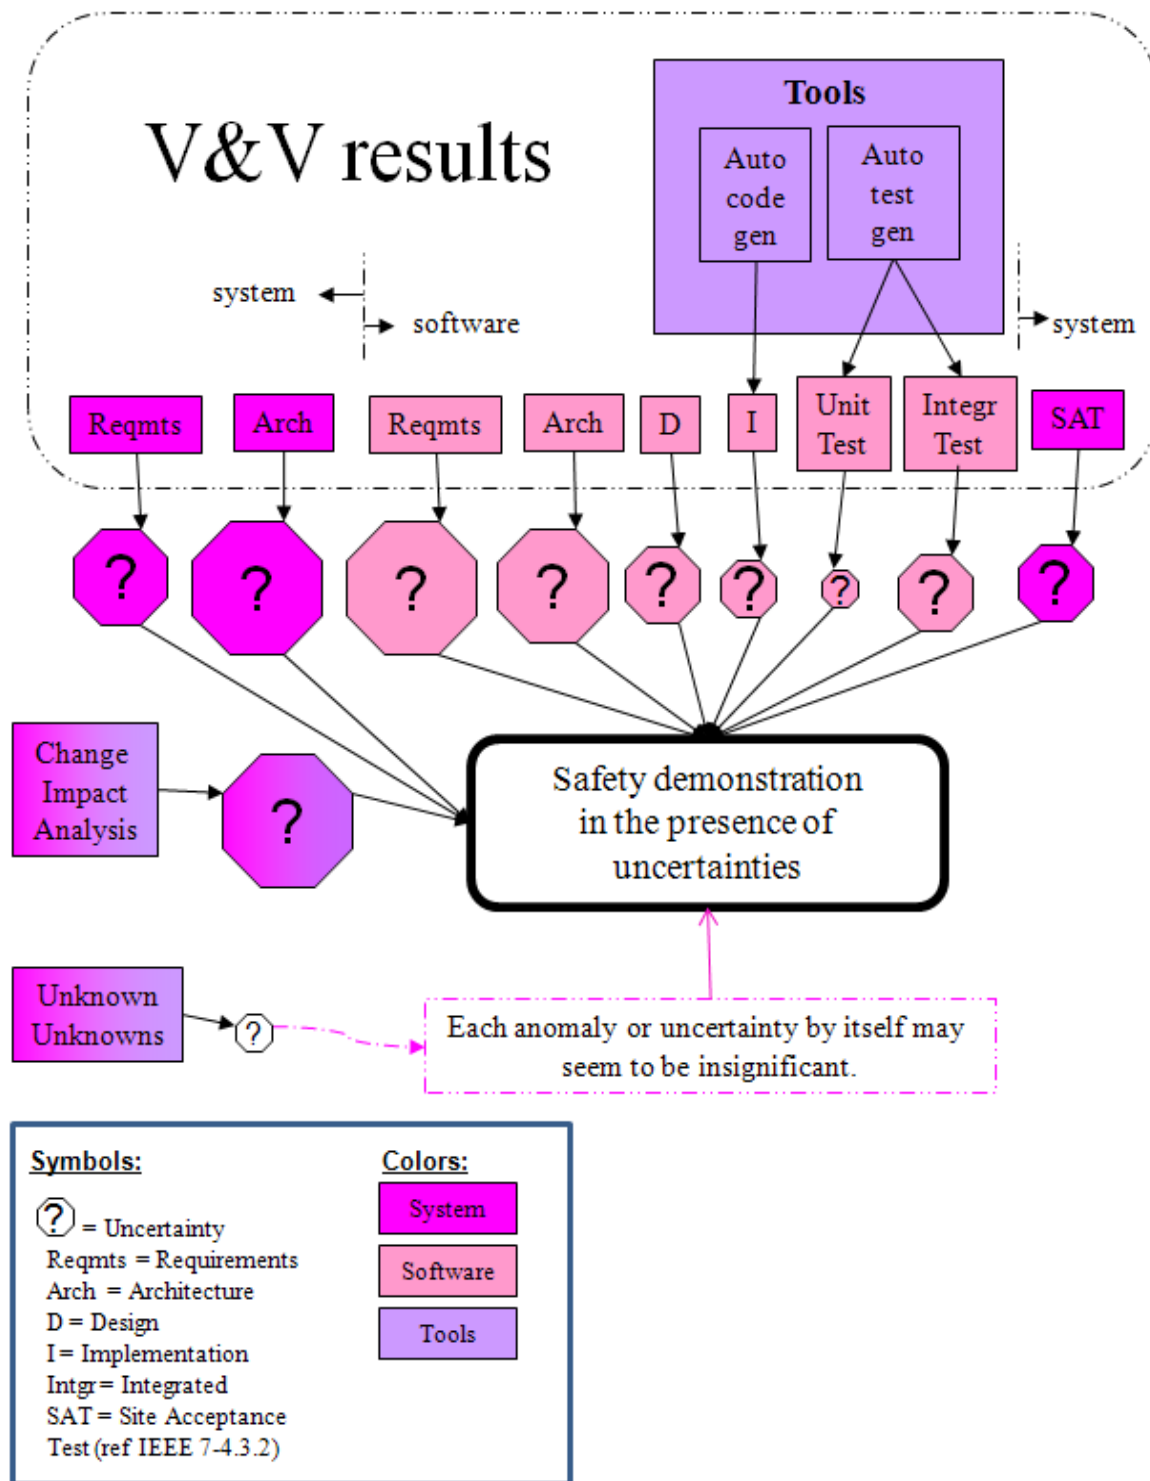 Tools
V&V results
Auto
code
gen
Auto
test
gen
system
software
system
Reqmts
Arch
Reqmts
Arch
D
I
Unit
Test
Integr
Test
SAT
?
?
?
?
?
?
?
?
?
Change
Impact
Analysis
?
Safety demonstration
in the presence of
uncertainties
Unknown
Unknowns
?
Each anomaly or uncertainty by itself may
seem to be insignificant.
Symbols:
? = Uncertainty
Reqmts = Requirements
Arch = Architecture
D = Design
I = Implementation
Intgr = Integrated
SAT = Site Acceptance
Test (ref IEEE 7-4.3.2)
Colors:
System
Software
Tools